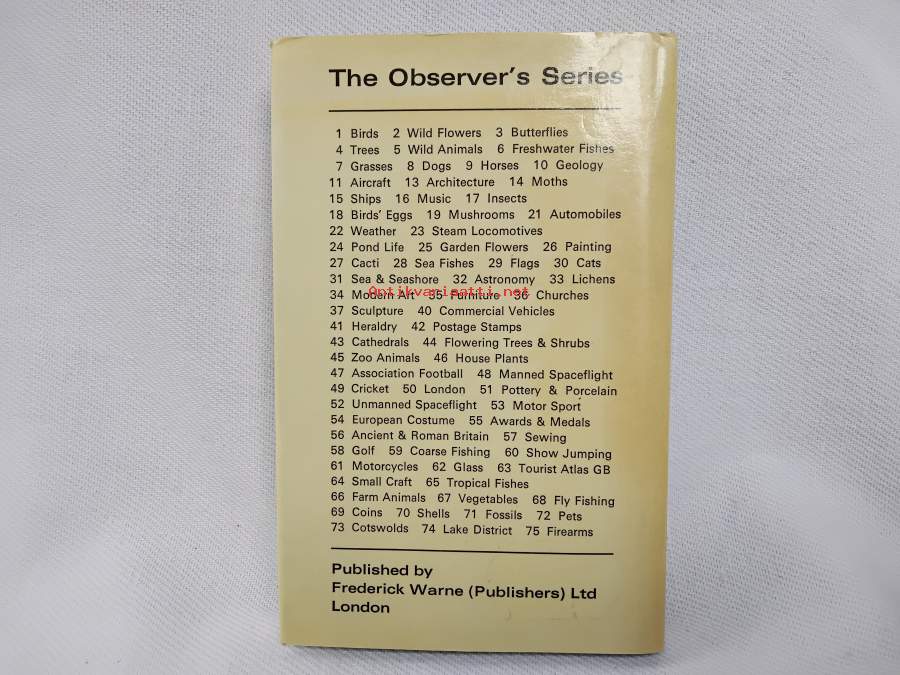 The Observer's Series
1 Birds 2 Wild Flowers 3 Butterflies
4 Trees 5 Wild Animals 6 Freshwater Fishes
7 Grasses 8 Dogs 9 Horses 10 Geology
11 Aircraft 13 Architecture 14 Moths
15 Ships 16 Music 17 Insects
18 Birds' Eggs 19 Mushrooms 21 Automobiles
22 Weather 23 Steam Locomotives
24 Pond Life 25 Garden Flowers 26 Painting
27 Cacti 28 Sea Fishes 29 Flags 30 Cats
31 Sea & Seashore 32 Astronomy 33 Lichens
Antikvariaatti.net
34 Modern Art 35 Furniture 36 Churches
37 Sculpture 40 Commercial Vehicles
41 Heraldry 42 Postage Stamps
43 Cathedrals 44 Flowering Trees & Shrubs
45 Zoo Animals 46 House Plants
47 Association Football 48 Manned Spaceflight
49 Cricket 50 London 51 Pottery & Porcelain
52 Unmanned Spaceflight 53 Motor Sport
54 European Costume 55 Awards & Medals
56 Ancient & Roman Britain 57 Sewing
58 Golf 59 Coarse Fishing 60 Show Jumping
61 Motorcycles 62 Glass 63 Tourist Atlas GB
64 Small Craft 65 Tropical Fishes
66 Farm Animals 67 Vegetables 68 Fly Fishing
69 Coins 70 Shells 71 Fossils 72 Pets
73 Cotswolds 74 Lake District 75 Firearms
Published by
Frederick Warne (Publishers) Ltd
London